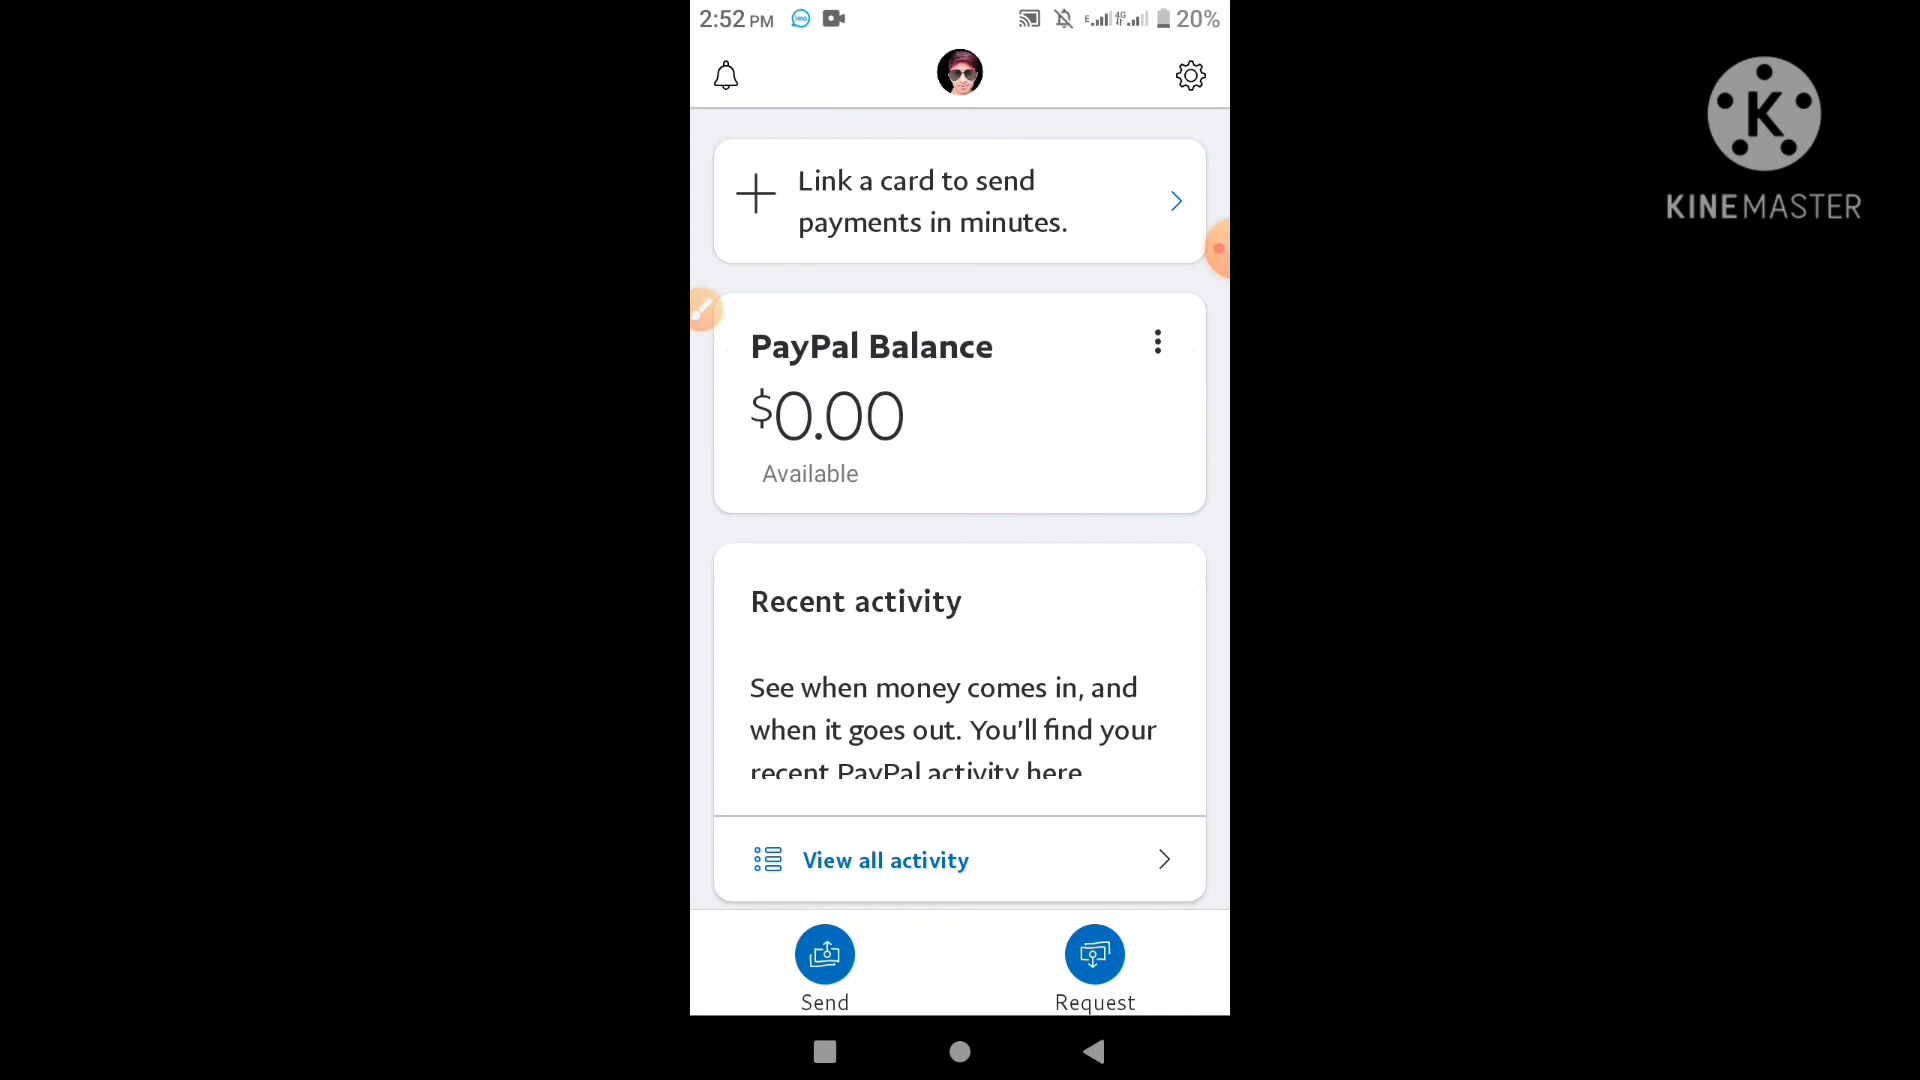 2:52 PM
4G
20%
K
KINEMASTER
Link a card to send
payments in minutes.
PayPal Balance
$0.00
Available
Recent activity
See when money comes in, and
when it goes out. You'll find your
recent PayPal activity here
View all activity
Send
Request